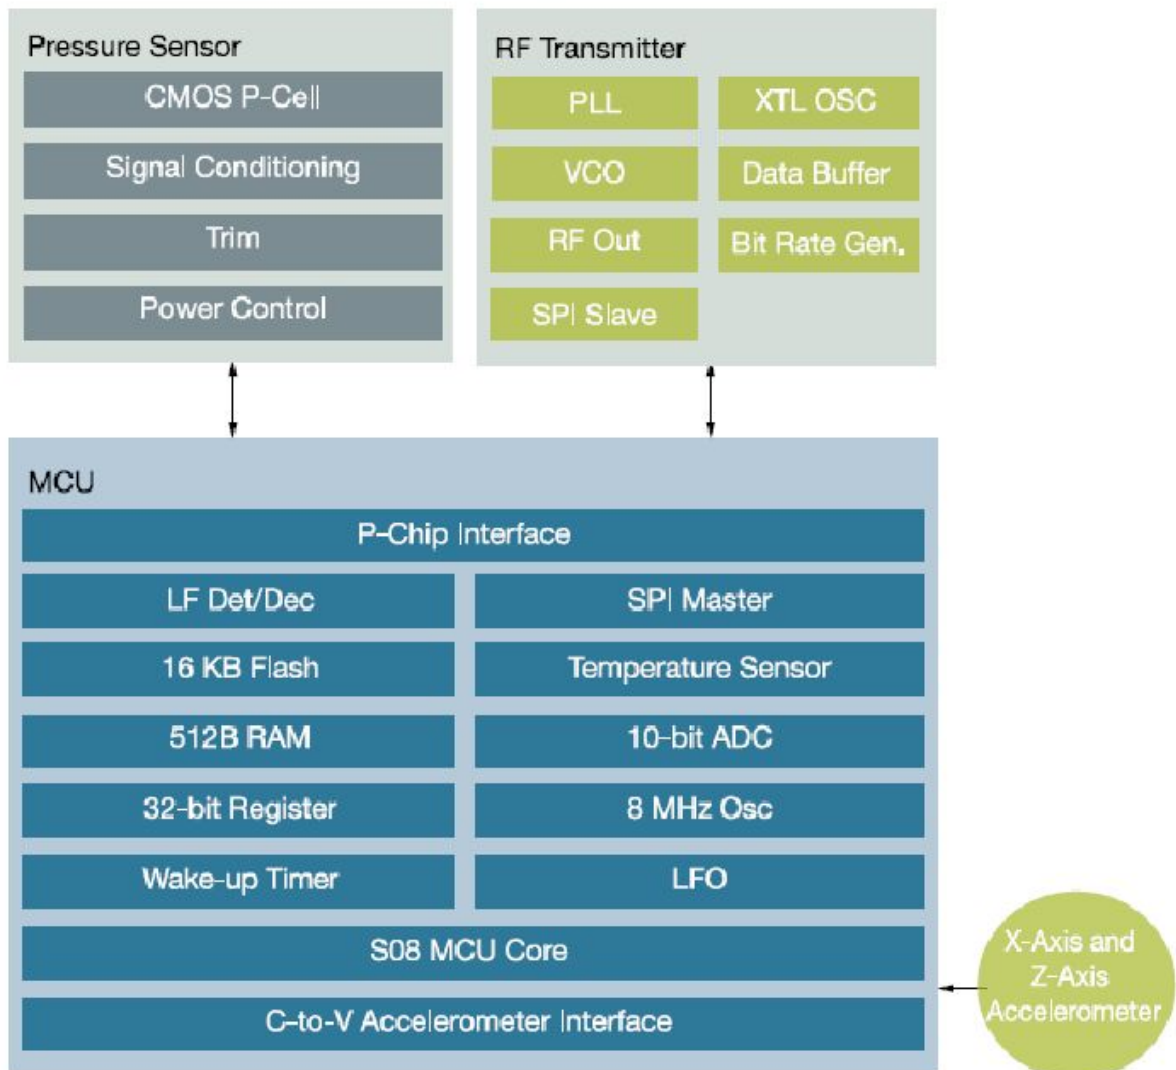 Pressure Sensor
CMOS P-Cell
Signal Conditioning
Trim
Power Control
RF Transmitter
PLL
XTL OSC
VCO
Data Buffer
RF Out
Bit Rate Gen.
SPI Slave
MCU
P-Chip Interface
LF Det/Dec
SPI Master
16 KB Flash
Temperature Sensor
512B RAM
10-bit ADC
32-bit Register
8 MHz Osc
Wake-up Timer
LFO
S08 MCU Core
C-to-V Accelerometer Interface
X-Axis and
Z-Axis
Accelerometer